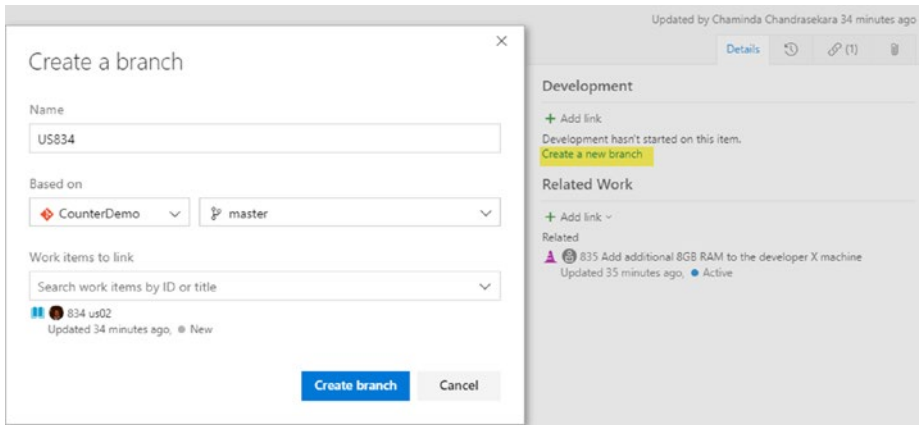 Updated by Chaminda Chandrasekara 34 minutes ago
Create a branch
Name
US834
Based on
CounterDemo
master
Work items to link
Search work items by ID or title
834 us02
Updated 34 minutes ago, New
Create branch
Cancel
Details
(1)
Development
+ Add link
Development hasn't started on this item.
Create a new branch
Related Work
+ Add link
Related
835 Add additional 8GB RAM to the developer X machine
Updated 35 minutes ago, Active